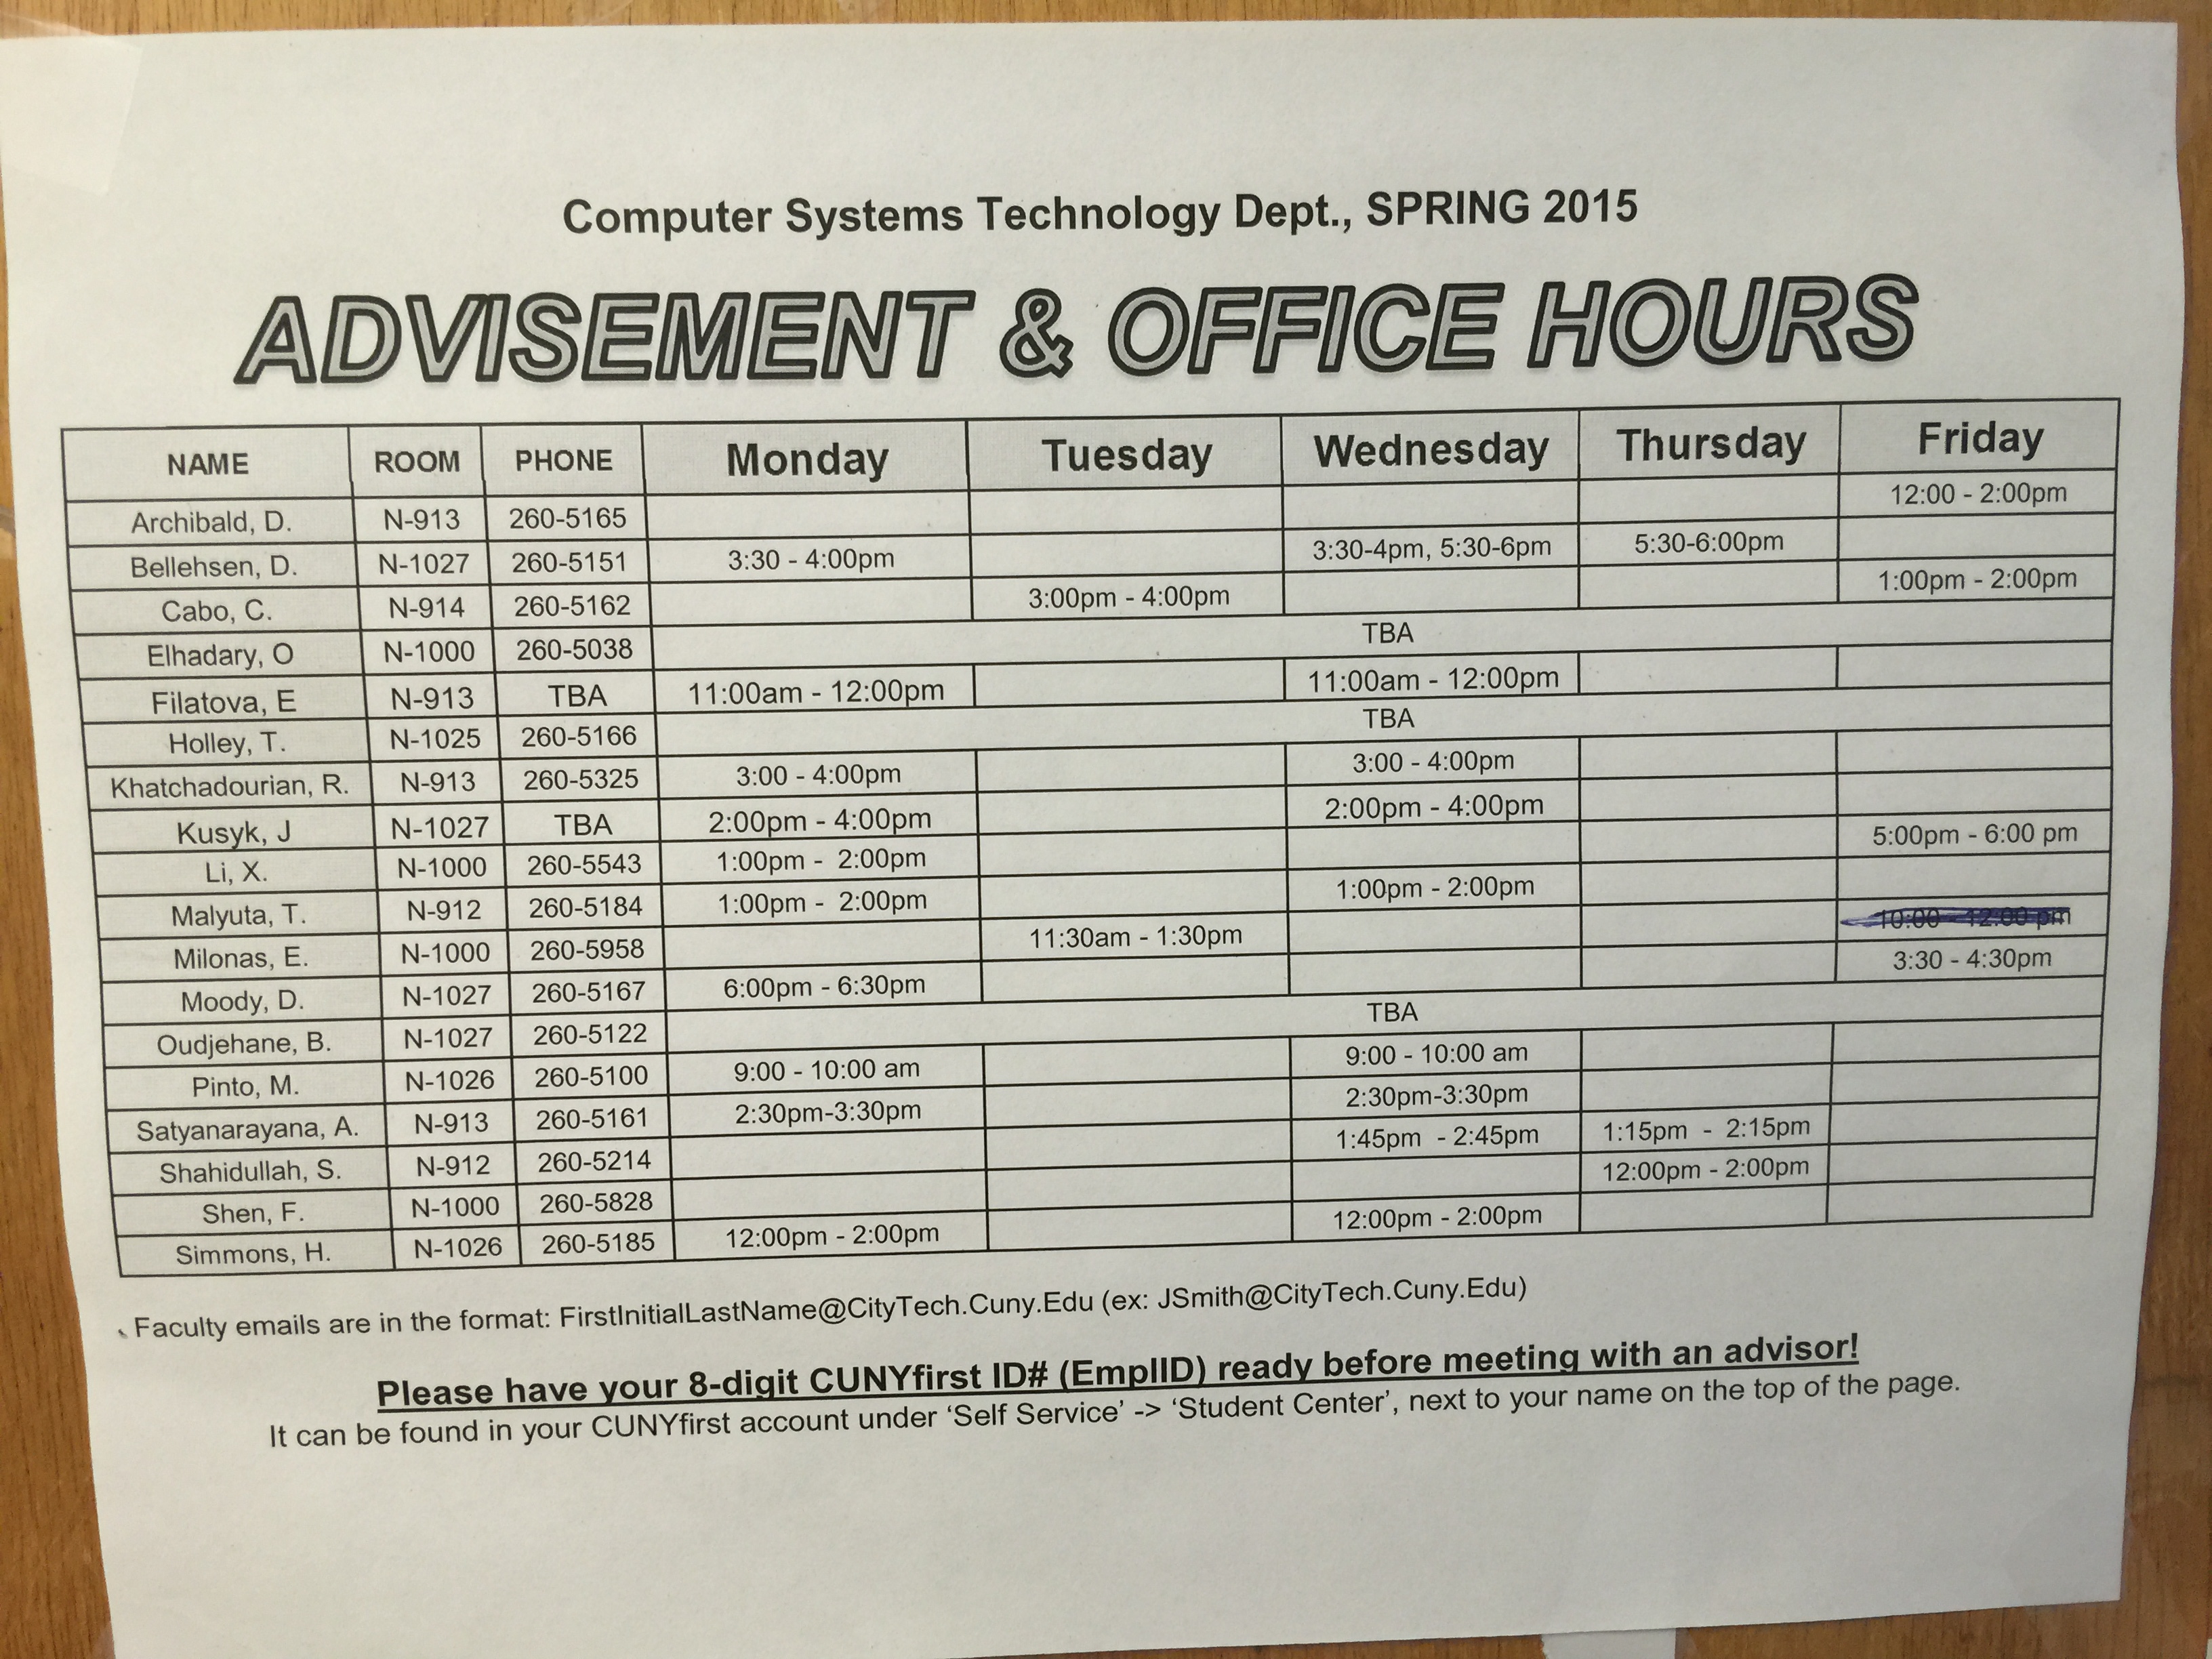 Computer Systems Technology Dept., SPRING 2015
ADVISEMENT & OFFICE HOURS
NAME ROOM PHONE Monday Tuesday Wednesday Thursday Friday
Archibald, D. N-913 260-5165 12:00 - 2:00pm
Bellehsen, D. N-1027 260-5151 3:30 - 4:00pm 3:30-4pm, 5:30-6pm 5:30-6:00pm
Cabo, C. N-914 260-5162 3:00pm - 4:00pm 1:00pm - 2:00pm
Elhadary, O N-1000 260-5038 TBA
Filatova, E N-913 TBA 11:00am - 12:00pm 11:00am - 12:00pm
Holley, T. N-1025 260-5166 TBA
Khatchadourian, R. N-913 260-5325 3:00 - 4:00pm 3:00 - 4:00pm
Kusyk, J N-1027 TBA 2:00pm - 4:00pm 2:00pm - 4:00pm
Li, X. N-1000 260-5543 1:00pm - 2:00pm 5:00pm - 6:00 pm
Malyuta, T. N-912 260-5184 1:00pm - 2:00pm 1:00pm - 2:00pm
Milonas, E. N-1000 260-5958 11:30am - 1:30pm 10:00 - 12:00 pm
Moody, D. N-1027 260-5167 6:00pm - 6:30pm 3:30 - 4:30pm
Oudjehane, B. N-1027 260-5122 TBA
Pinto, M. N-1026 260-5100 9:00 - 10:00 am 9:00 - 10:00 am
Satyanarayana, A. N-913 260-5161 2:30pm-3:30pm 2:30pm-3:30pm
Shahidullah, S. N-912 260-5214 1:45pm - 2:45pm 1:15pm - 2:15pm
Shen, F. N-1000 260-5828 12:00pm - 2:00pm
Simmons, H. N-1026 260-5185 12:00pm - 2:00pm 12:00pm - 2:00pm
Faculty emails are in the format: FirstInitialLastName@CityTech.Cuny.Edu (ex: JSmith@CityTech.Cuny.Edu)
Please have your 8-digit CUNYfirst ID# (EmplID) ready before meeting with an advisor!
It can be found in your CUNYfirst account under ‘Self Service’ -> ‘Student Center’, next to your name on the top of the page.